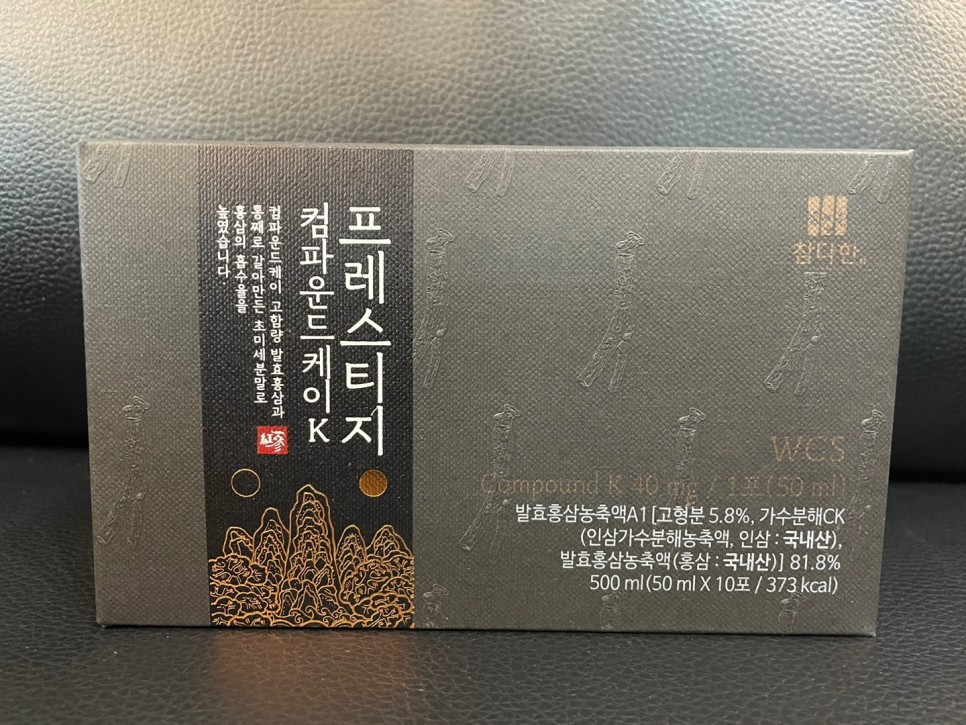 프레스티지
컴파운드케이K
컴파운드케이 고함량 발효홍삼과
통째로 갈아만든 초미세분말로
홍삼의 흡수율을
높였습니다.
紅蔘
참다한
WCS
Compound K 40 mg / 1포(50 ml)
발효홍삼농축액A1 [고형분 5.8%, 가수분해CK
(인삼가수분해농축액, 인삼 : 국내산),
발효홍삼농축액(홍삼 : 국내산)] 81.8%
500 ml(50 ml X 10포 / 373 kcal)